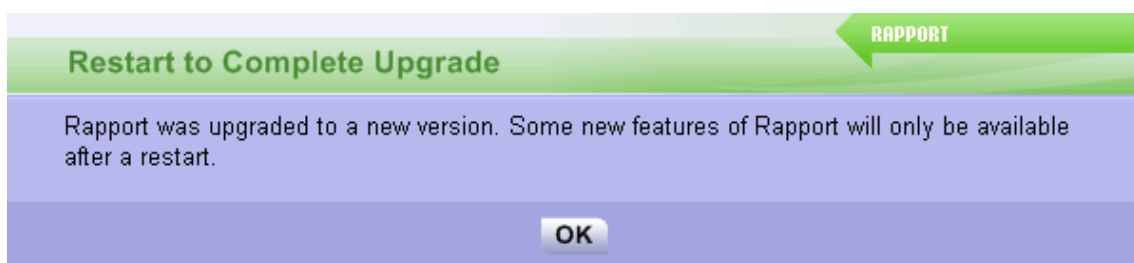 RAPPORT
Restart to Complete Upgrade
Rapport was upgraded to a new version. Some new features of Rapport will only be available
after a restart.
OK